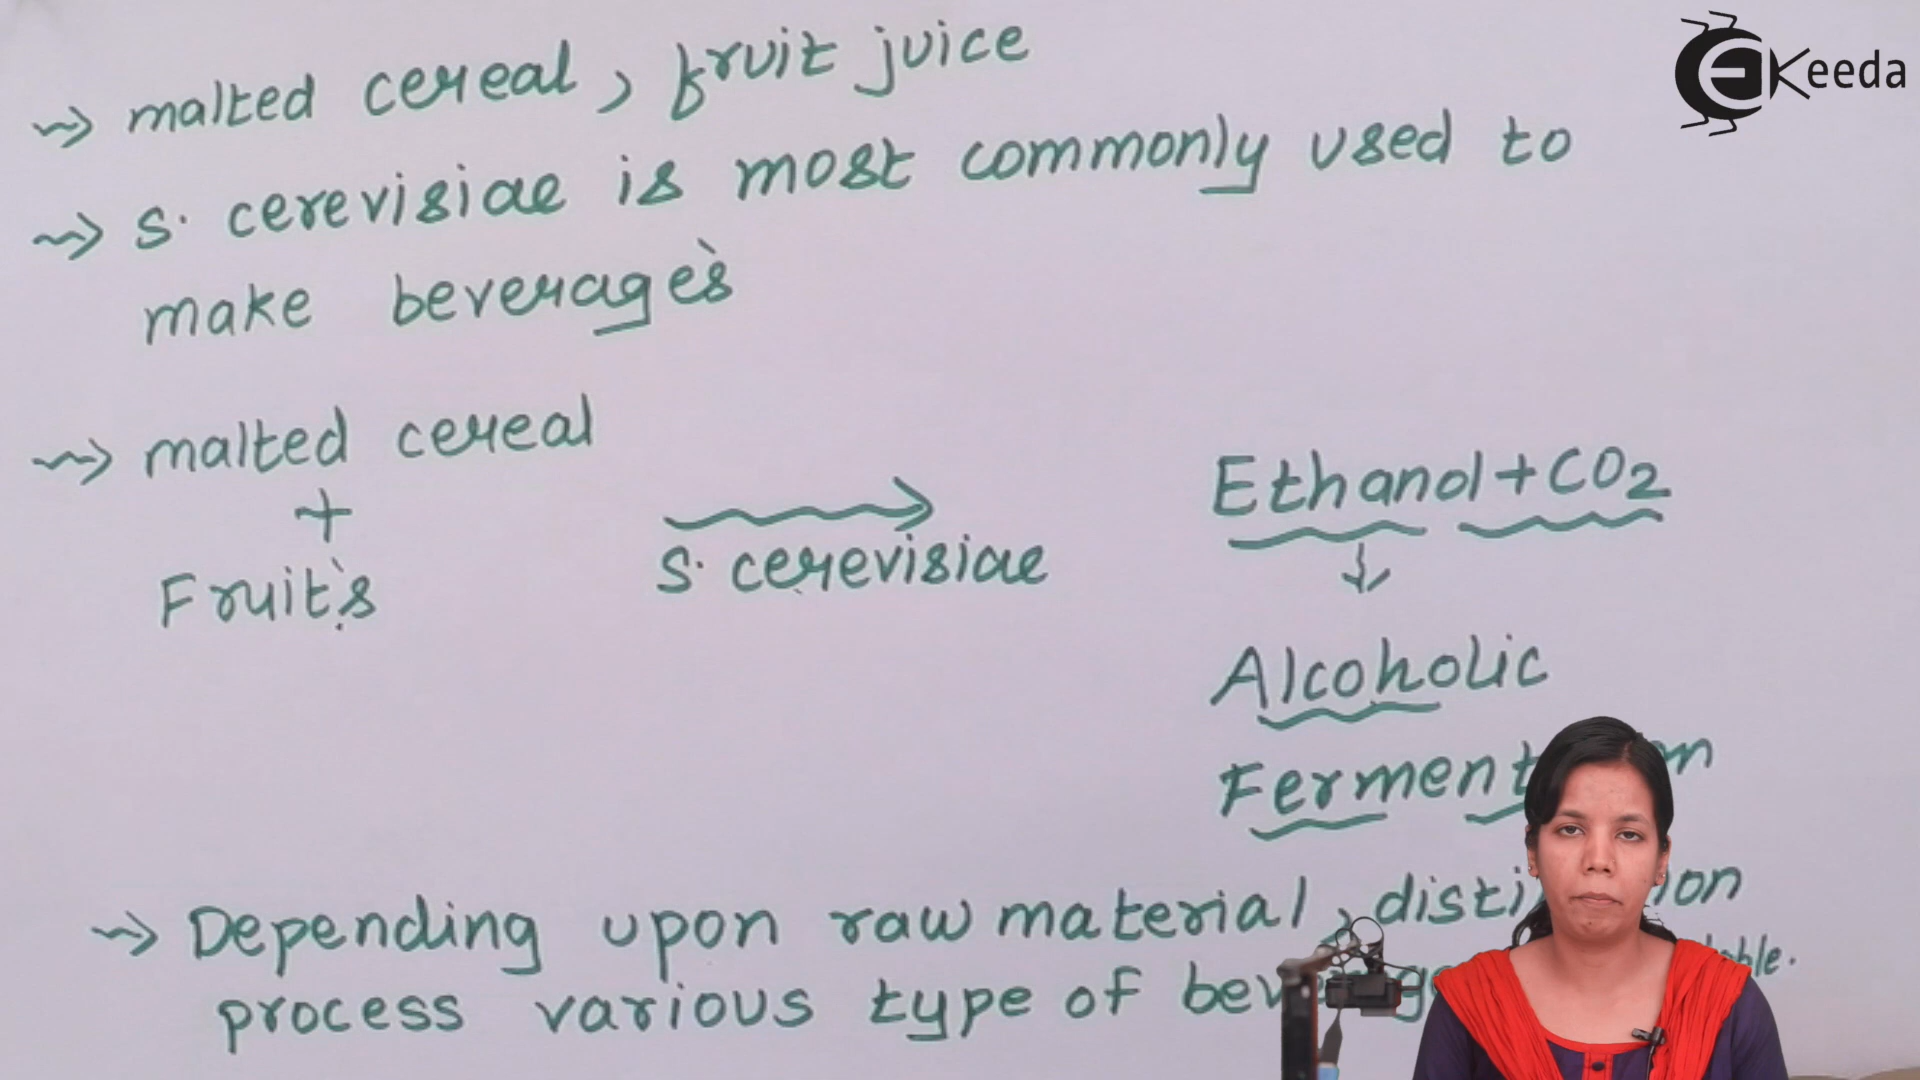 EKeeda
⇝ malted cereal, fruit juice
⇝ S. cerevisiae is most commonly used to
make beverages
⇝ malted cereal
+
Fruits
S. cerevisiae
Ethanol + CO2
Alcoholic
⇝ Depending upon raw material,
process various type of